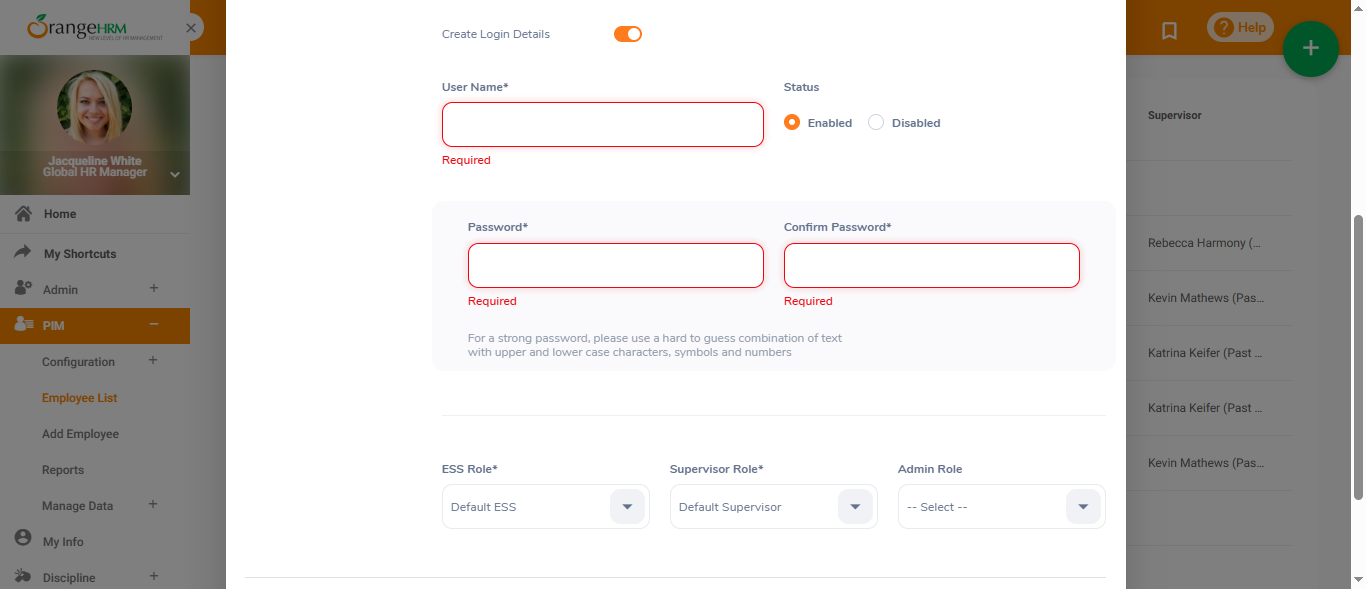 OrangeHRM
NEW LEVEL OF HR MANAGEMENT
Jacqueline White
Global HR Manager
Home
My Shortcuts
Admin
PIM
Configuration
Employee List
Add Employee
Reports
Manage Data
My Info
Discipline
Create Login Details
User Name*
Required
Status
Enabled
Disabled
Password*
Required
Confirm Password*
Required
For a strong password, please use a hard to guess combination of text
with upper and lower case characters, symbols and numbers
ESS Role*
Default ESS
Supervisor Role*
Default Supervisor
Admin Role
-- Select --
Help
Supervisor
Rebecca Harmony (...
Kevin Mathews (Pas...
Katrina Keifer (Past ...
Katrina Keifer (Past ...
Kevin Mathews (Pas...